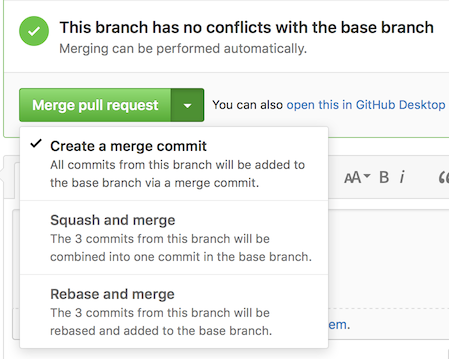 This branch has no conflicts with the base branch
Merging can be performed automatically.
Merge pull request
You can also open this in GitHub Desktop
Create a merge commit
All commits from this branch will be added to
the base branch via a merge commit.
AA B i “
Squash and merge
The 3 commits from this branch will be
combined into one commit in the base branch.
Rebase and merge
The 3 commits from this branch will be
rebased and added to the base branch.
em.